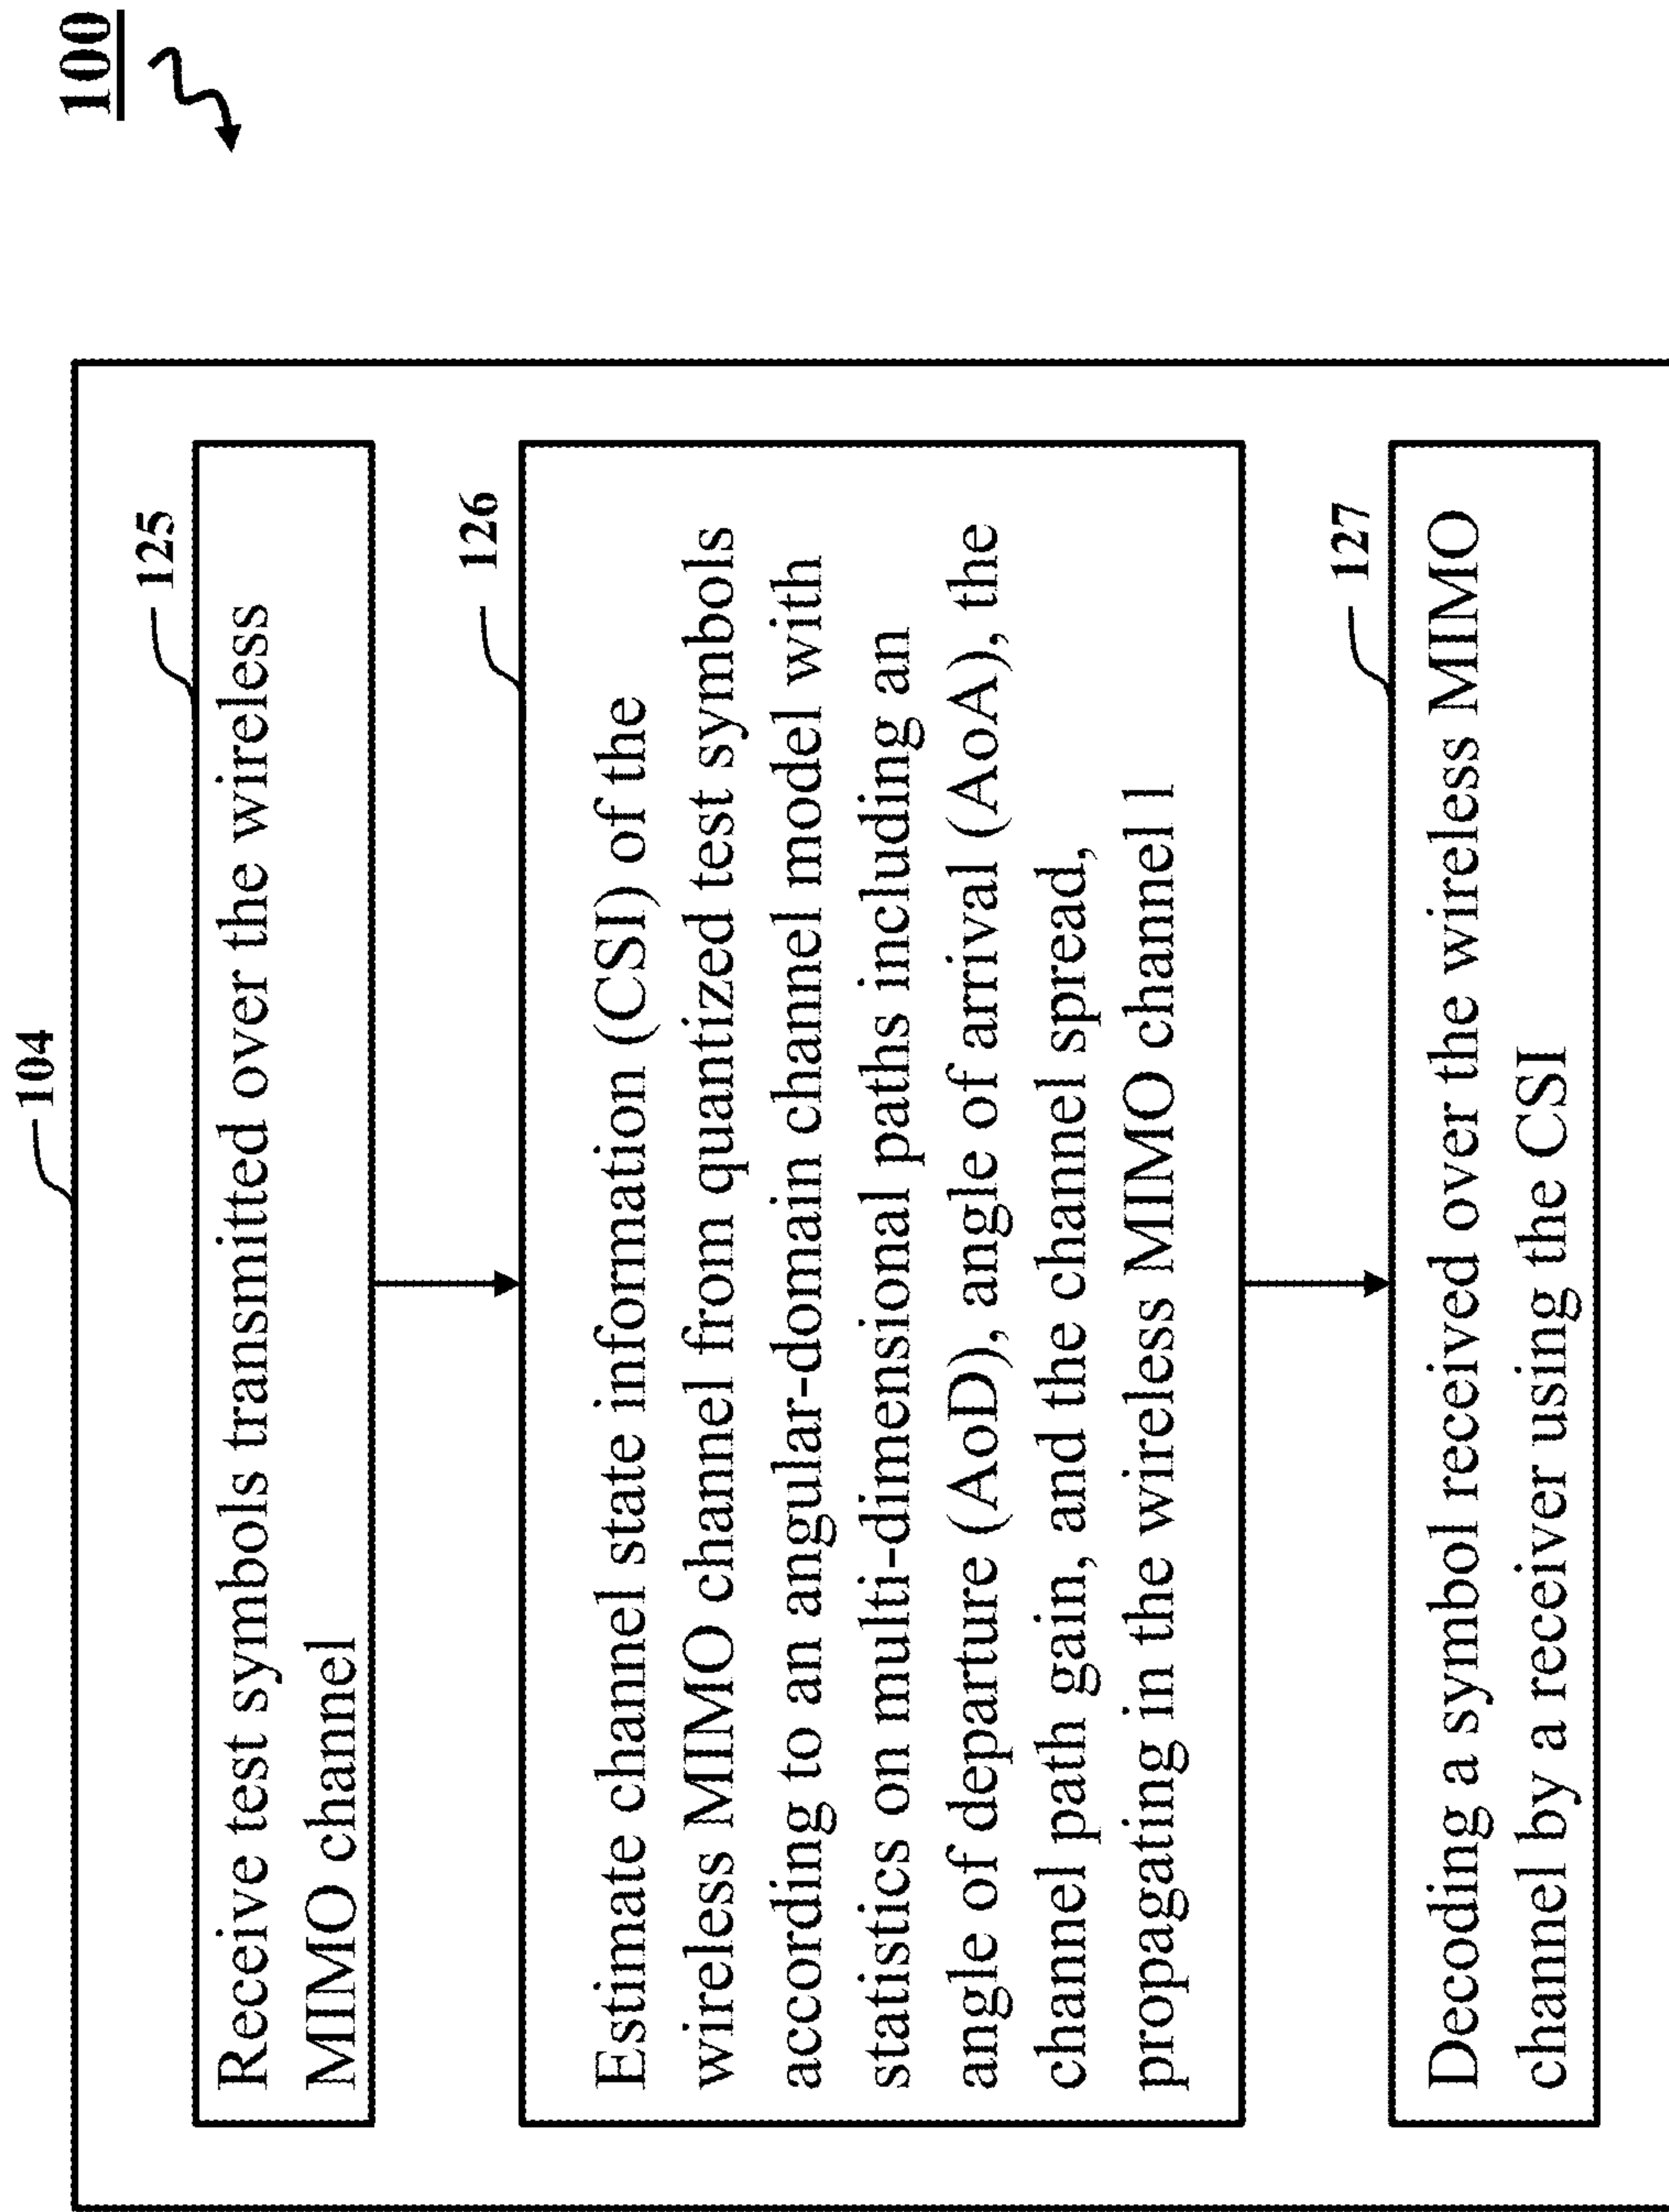 100
104
125
Receive test symbols transmitted over the wireless
MIMO channel
126
Estimate channel state information (CSI) of the
wireless MIMO channel from quantized test symbols
according to an angular-domain channel model with
statistics on multi-dimensional paths including an
angle of departure (AoD), angle of arrival (AoA), the
channel path gain, and the channel spread,
propagating in the wireless MIMO channel l
127
Decoding a symbol received over the wireless MIMO
channel by a receiver using the CSI